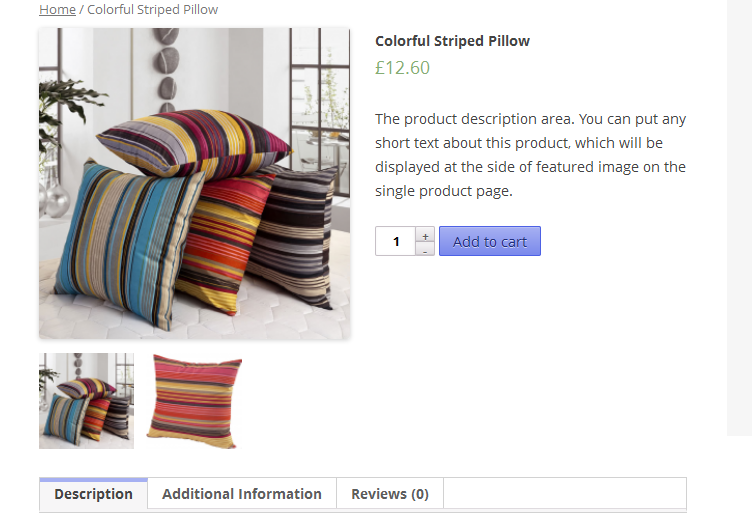 Home / Colorful Striped Pillow
Colorful Striped Pillow
£12.60
The product description area. You can put any
short text about this product, which will be
displayed at the side of featured image on the
single product page.
1 + -
Add to cart
Description Additional Information Reviews (0)